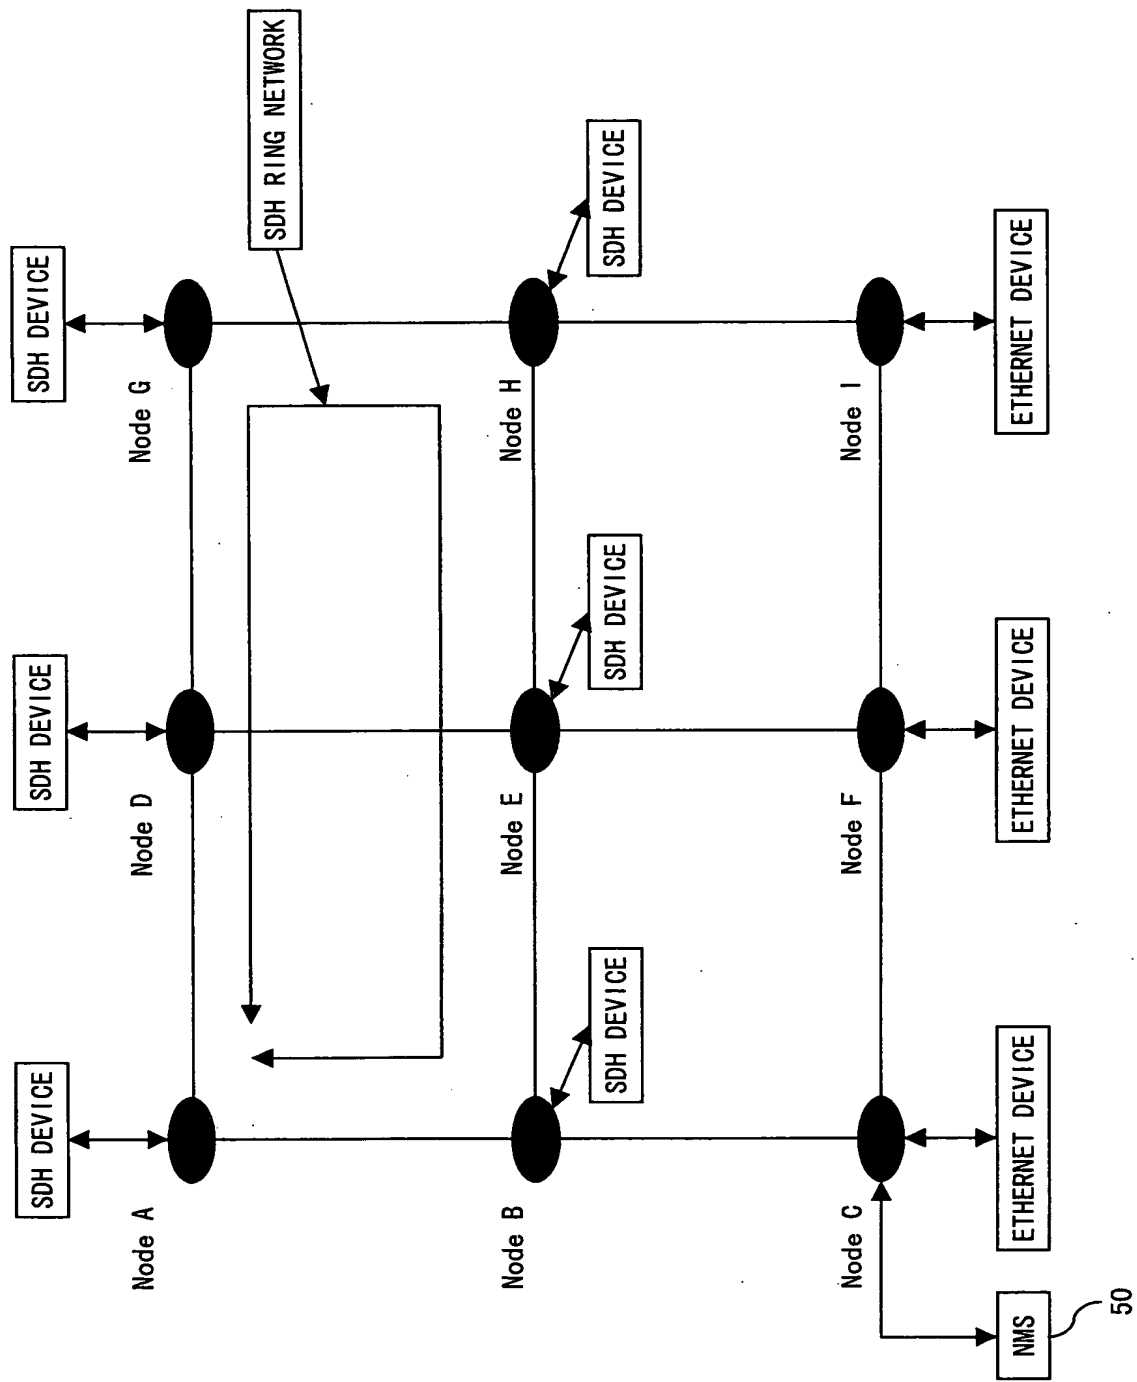 SDH DEVICE
SDH DEVICE
SDH DEVICE
Node A
Node D
Node G
SDH RING NETWORK
Node B
Node E
Node H
SDH DEVICE
SDH DEVICE
SDH DEVICE
Node C
Node F
Node I
NMS
ETHERNET DEVICE
ETHERNET DEVICE
ETHERNET DEVICE
50